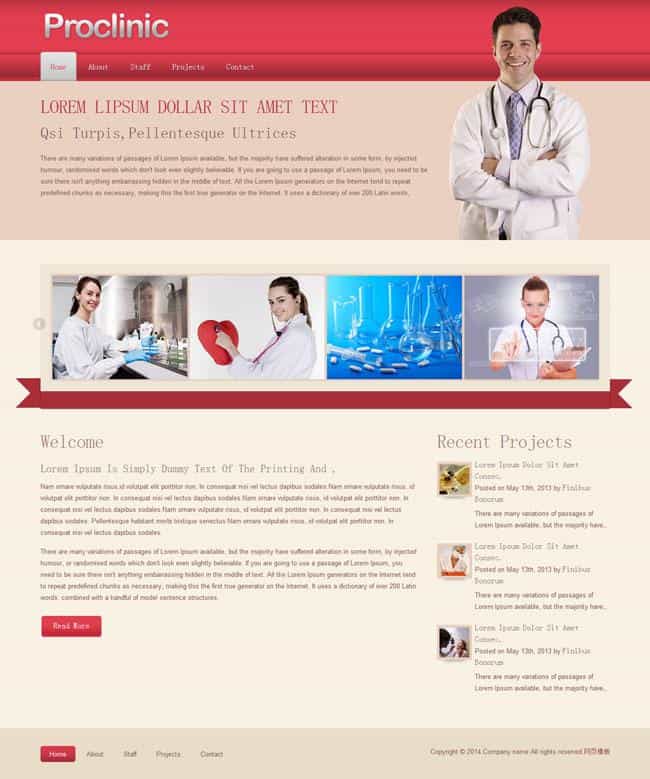 Proclinic
Home About Staff Projects Contact
LOREM LIPSUM DOLLAR SIT AMET TEXT
Qsi Turpis,Pellentesque Ultrices
There are many variations of passages of Lorem Ipsum available, but the majority have suffered alteration in some form, by injected
humour, randomised words which don't look even slightly believable. If you are going to use a passage of Lorem Ipsum, you need to be
sure there isn't anything embarrassing hidden in the middle of text. All the Lorem Ipsum generators on the Internet tend to repeat
predefined chunks as necessary, making this the first true generator on the Internet. It uses a dictionary of over 200 Latin words,
Welcome
Lorem Ipsum Is Simply Dummy Text Of The Printing And ,
Nam ornare vulputate risus,id volutpat elit porttitor non. In consequat nisi vel lectus dapibus sodales Nam ornare vulputate risus, id
volutpat elit porttitor non. In consequat nisi vel lectus dapibus sodales Nam ornare vulputate risus, id volutpat elit porttitor non. In
consequat nisi vel lectus dapibus sodales Nam ornare vulputate risus, id volutpat elit porttitor non. In consequat nisi vel lectus
dapibus sodales. Pellentesque habitant morbi tristique senectus Nam ornare vulputate risus, id volutpat elit porttitor non. In
consequat nisi vel lectus dapibus sodales.
There are many variations of passages of Lorem Ipsum available, but the majority have suffered alteration in some form, by injected
humour, or randomised words which don't look even slightly believable. If you are going to use a passage of Lorem Ipsum, you
need to be sure there isn't anything embarrassing hidden in the middle of text. All the Lorem Ipsum generators on the Internet tend
to repeat predefined chunks as necessary, making this the first true generator on the Internet. It uses a dictionary of over 200 Latin
words, combined with a handful of model sentence structures.
Read More
Recent Projects
Lorem Ipsum Dolor Sit Amet
Consec.
Posted on May 13th, 2013 by Finibus
Bonorum
There are many variations of passages of
Lorem Ipsum available, but the majority have..
Lorem Ipsum Dolor Sit Amet
Consec.
Posted on May 13th, 2013 by Finibus
Bonorum
There are many variations of passages of
Lorem Ipsum available, but the majority have..
Lorem Ipsum Dolor Sit Amet
Consec.
Posted on May 13th, 2013 by Finibus
Bonorum
There are many variations of passages of
Lorem Ipsum available, but the majority have..
Home About Staff Projects Contact
Copyright © 2014.Company name All rights reserved.网页模板